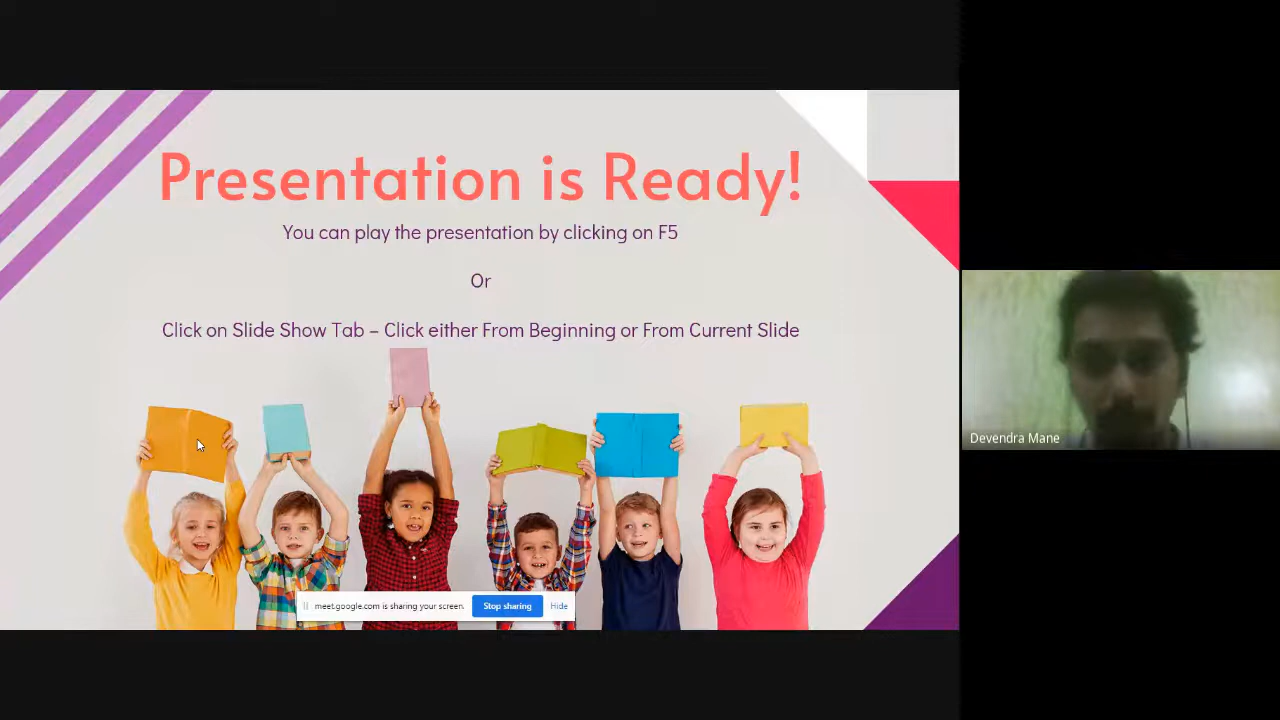 Presentation is Ready!
You can play the presentation by clicking on F5
Or
Click on Slide Show Tab – Click either From Beginning or From Current Slide
meet.google.com is sharing your screen.
Stop sharing
Hide
Devendra Mane